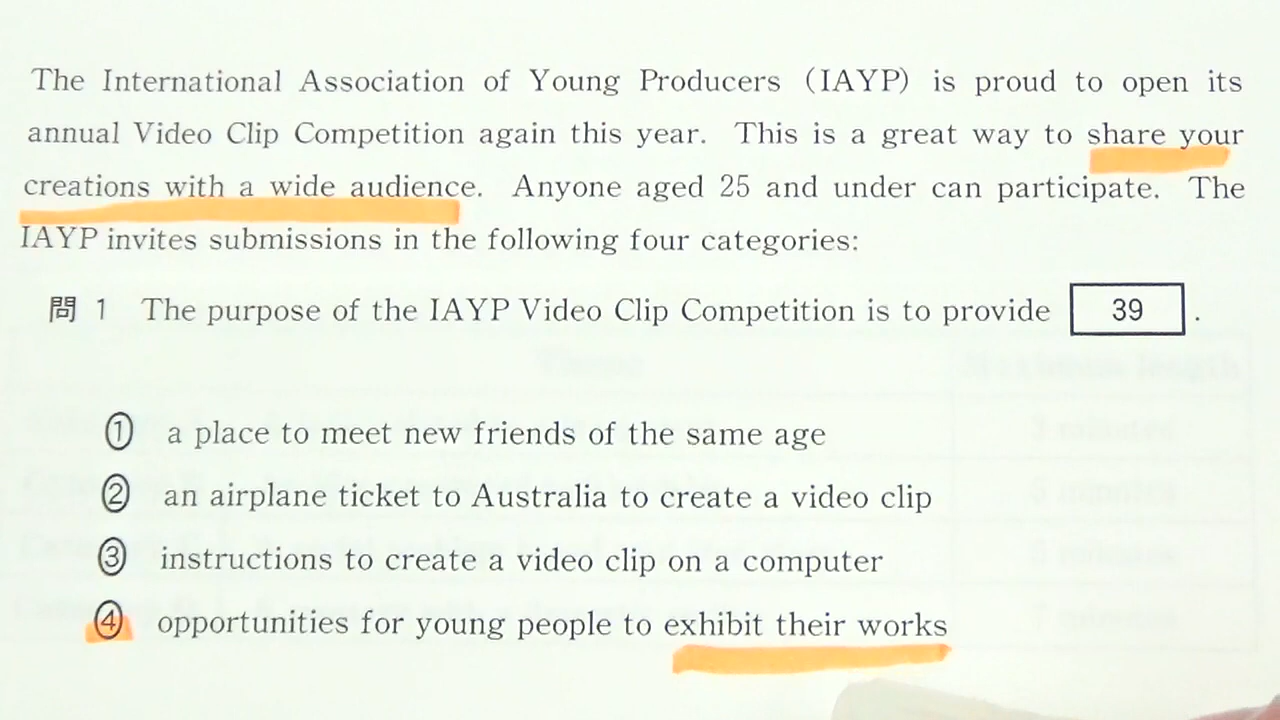 The International Association of Young Producers (IAYP) is proud to open its
annual Video Clip Competition again this year. This is a great way to share your
creations with a wide audience. Anyone aged 25 and under can participate. The
IAYP invites submissions in the following four categories:
問 1 The purpose of the IAYP Video Clip Competition is to provide 39 .
① a place to meet new friends of the same age
② an airplane ticket to Australia to create a video clip
③ instructions to create a video clip on a computer
④ opportunities for young people to exhibit their works